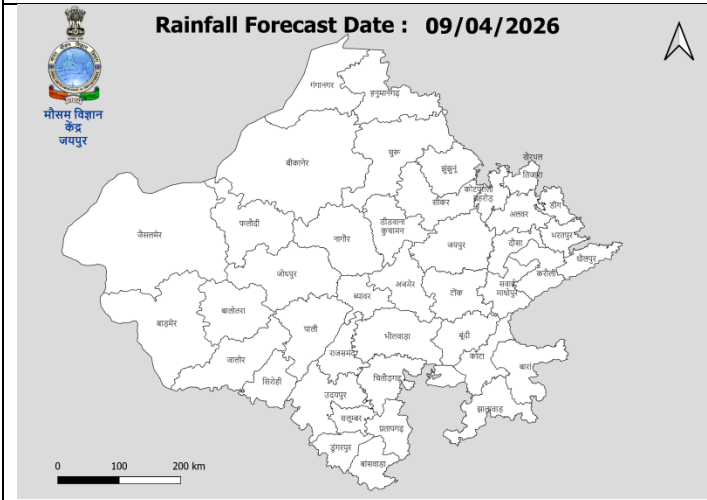 Rainfall Forecast Date : 09/04/2026
मौसम विज्ञान
केंद्र
जयपुर
गंगानगर
हनुमानगढ़
बीकानेर
चुरू
झुंझुनूं
सीकर
कोटपुतली
बहरोड़
खैरथल
तिजारा
अलवर
डीग
भरतपुर
धौलपुर
जैसलमेर
फलौदी
नागौर
डीडवाना
कुचामन
जयपुर
दौसा
करौली
सवाई
माधोपुर
जोधपुर
अजमेर
ब्यावर
टोंक
बाड़मेर
बालोतरा
पाली
भीलवाड़ा
बूंदी
कोटा
बारां
जालोर
सिरोही
राजसमंद
चितौड़गढ़
झालावाड़
उदयपुर
सलूम्बर
प्रतापगढ़
डूंगरपुर
बांसवाड़ा
0 100 200 km